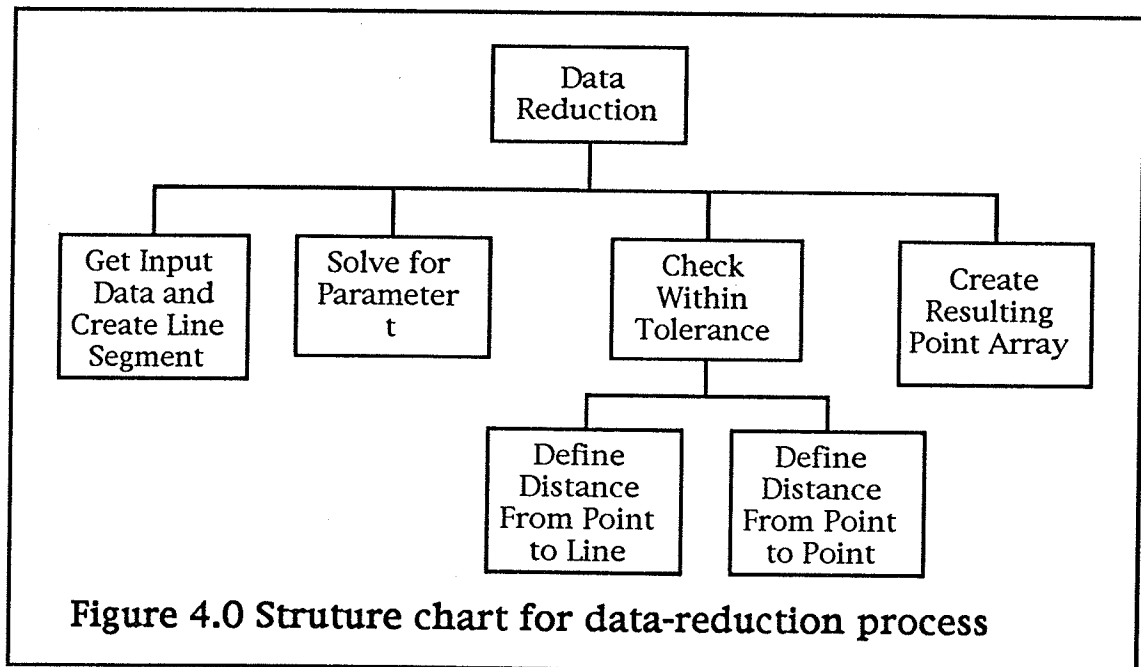 Data
Reduction
Get Input
Data and
Create Line
Segment
Solve for
Parameter
t
Check
Within
Tolerance
Create
Resulting
Point Array
Define
Distance
From Point
to Line
Define
Distance
From Point
to Point
Figure 4.0 Struture chart for data-reduction process